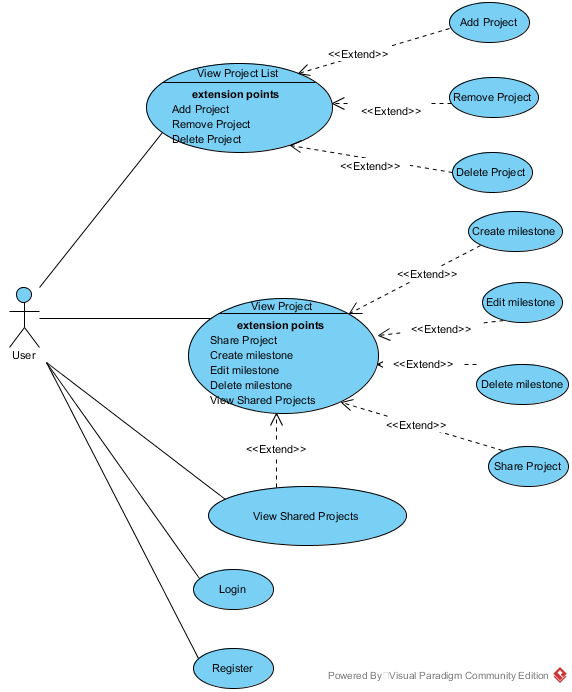 Add Project
<<Extend>>
View Project List
extension points
Add Project
Remove Project
Delete Project
Remove Project
<<Extend>>
<<Extend>>
Delete Project
Create milestone
<<Extend>>
Edit milestone
<<Extend>>
View Project
extension points
Share Project
Create milestone
Edit milestone
Delete milestone
View Shared Projects
User
<<Extend>>
Delete milestone
<<Extend>>
<<Extend>>
Share Project
View Shared Projects
Login
Register
Powered By Visual Paradigm Community Edition